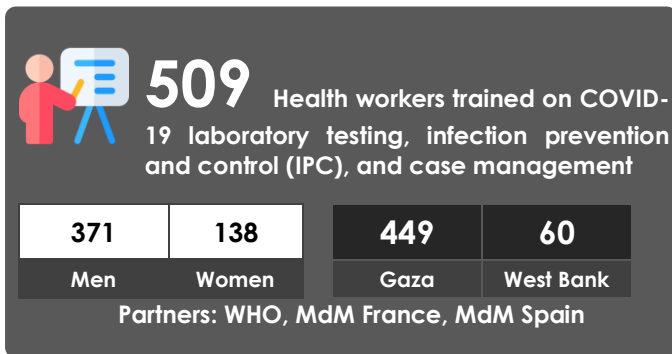 509 Health workers trained on COVID-
19 laboratory testing, infection prevention
and control (IPC), and case management
371 138 449 60
Men Women Gaza West Bank
Partners: WHO, MdM France, MdM Spain